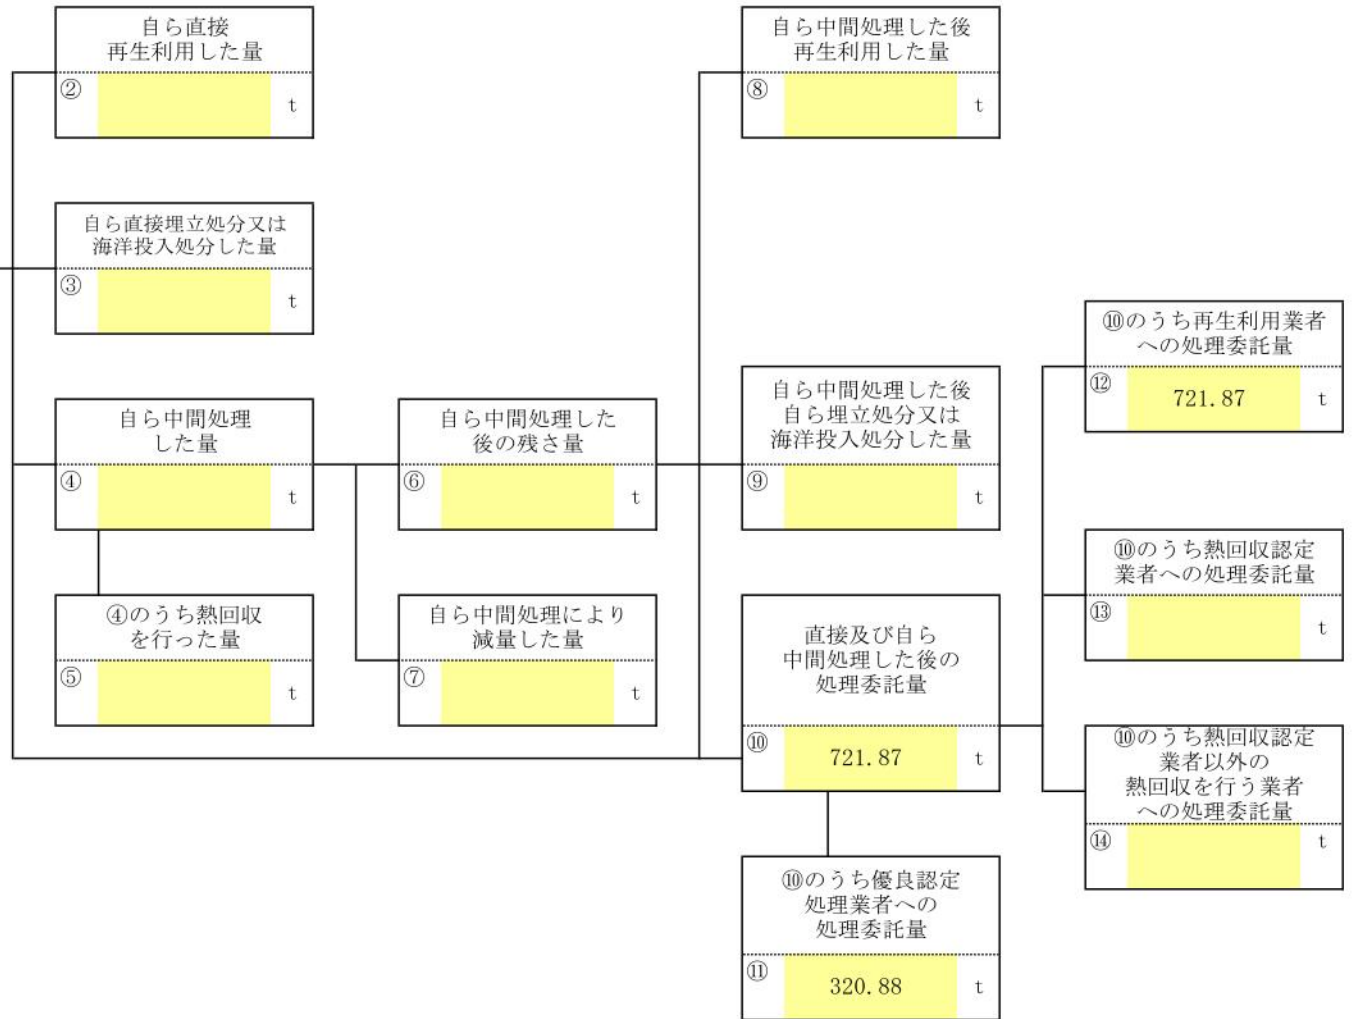 自ら直接
再生利用した量
②
t
自ら中間処理した後
再生利用した量
⑧
t
自ら直接埋立処分又は
海洋投入処分した量
③
t
⑩のうち再生利用業者
への処理委託量
⑫
721.87
t
自ら中間処理
した量
④
t
自ら中間処理した
後の残さ量
⑥
t
自ら中間処理した後
自ら埋立処分又は
海洋投入処分した量
⑨
t
⑩のうち熱回収認定
業者への処理委託量
⑬
t
④のうち熱回収
を行った量
⑤
t
自ら中間処理により
減量した量
⑦
t
直接及び自ら
中間処理した後の
処理委託量
⑩
721.87
t
⑩のうち熱回収認定
業者以外の
熱回収を行う業者
への処理委託量
⑭
t
⑩のうち優良認定
処理業者への
処理委託量
⑪
320.88
t